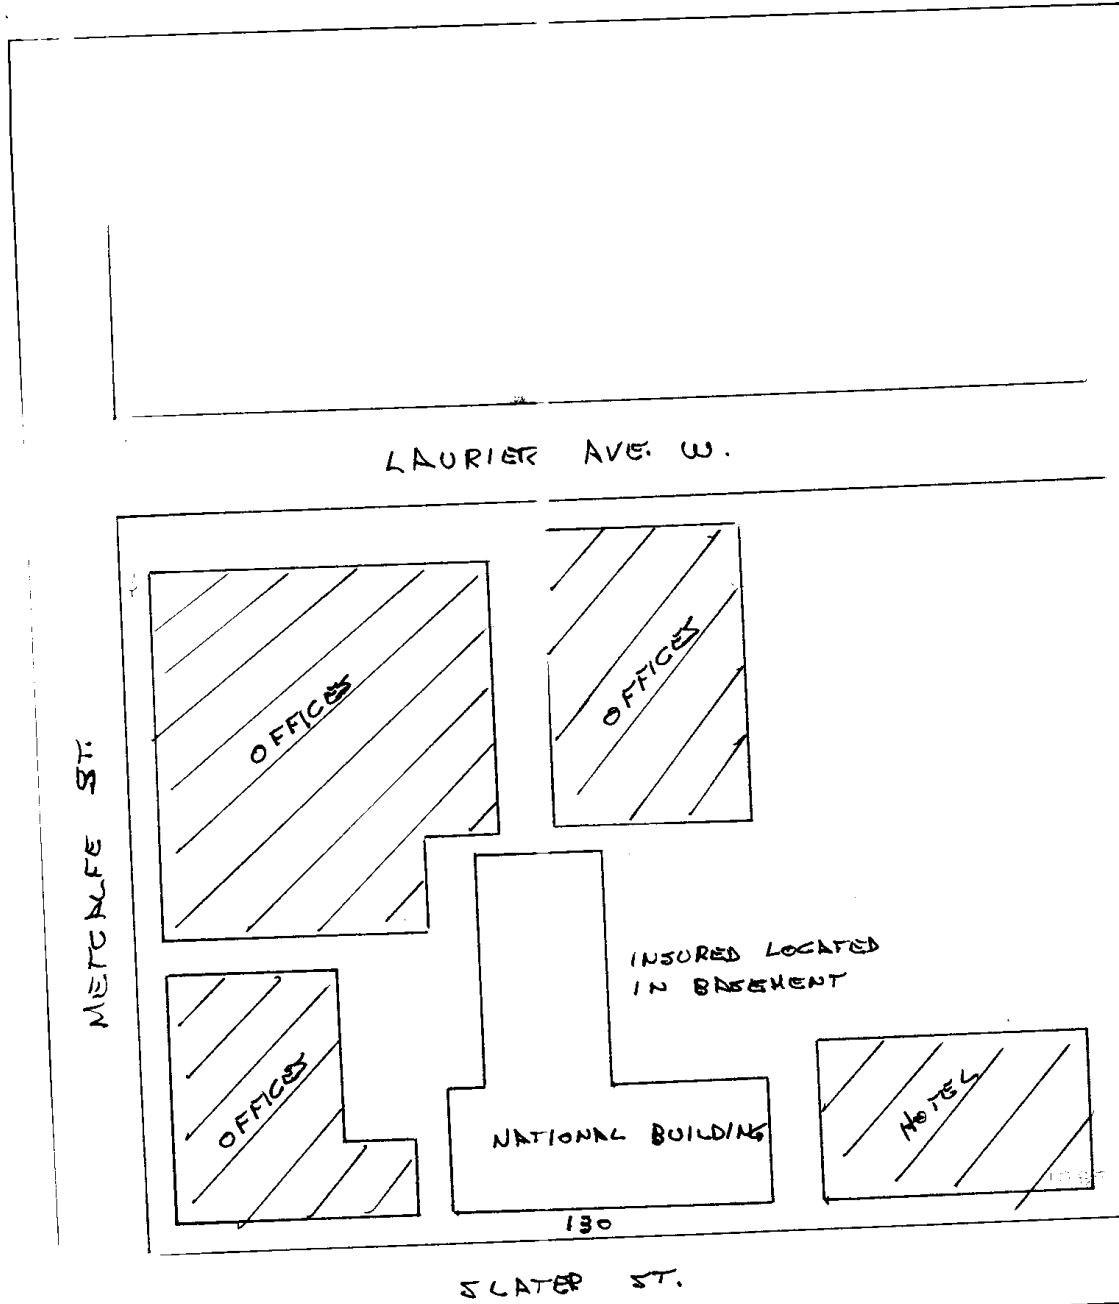 LAURIER AVE. W.
OFFICES
OFFICES
METCALFE ST.
INSURED LOCATED
IN BASEMENT
OFFICES
NATIONAL BUILDING
HOTEL
130
SLATER ST.